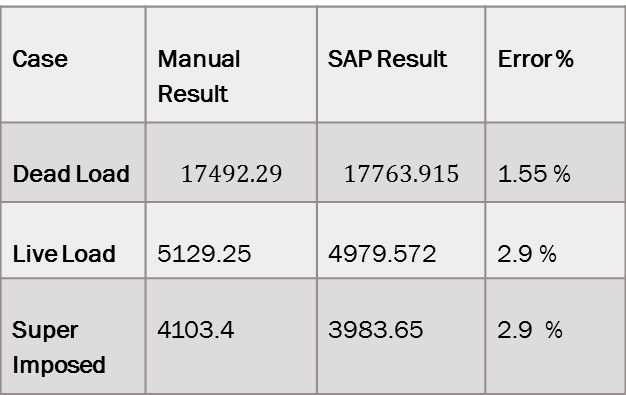 Case Manual Result SAP Result Error %
Dead Load 17492.29 17763.915 1.55 %
Live Load 5129.25 4979.572 2.9 %
Super Imposed 4103.4 3983.65 2.9 %